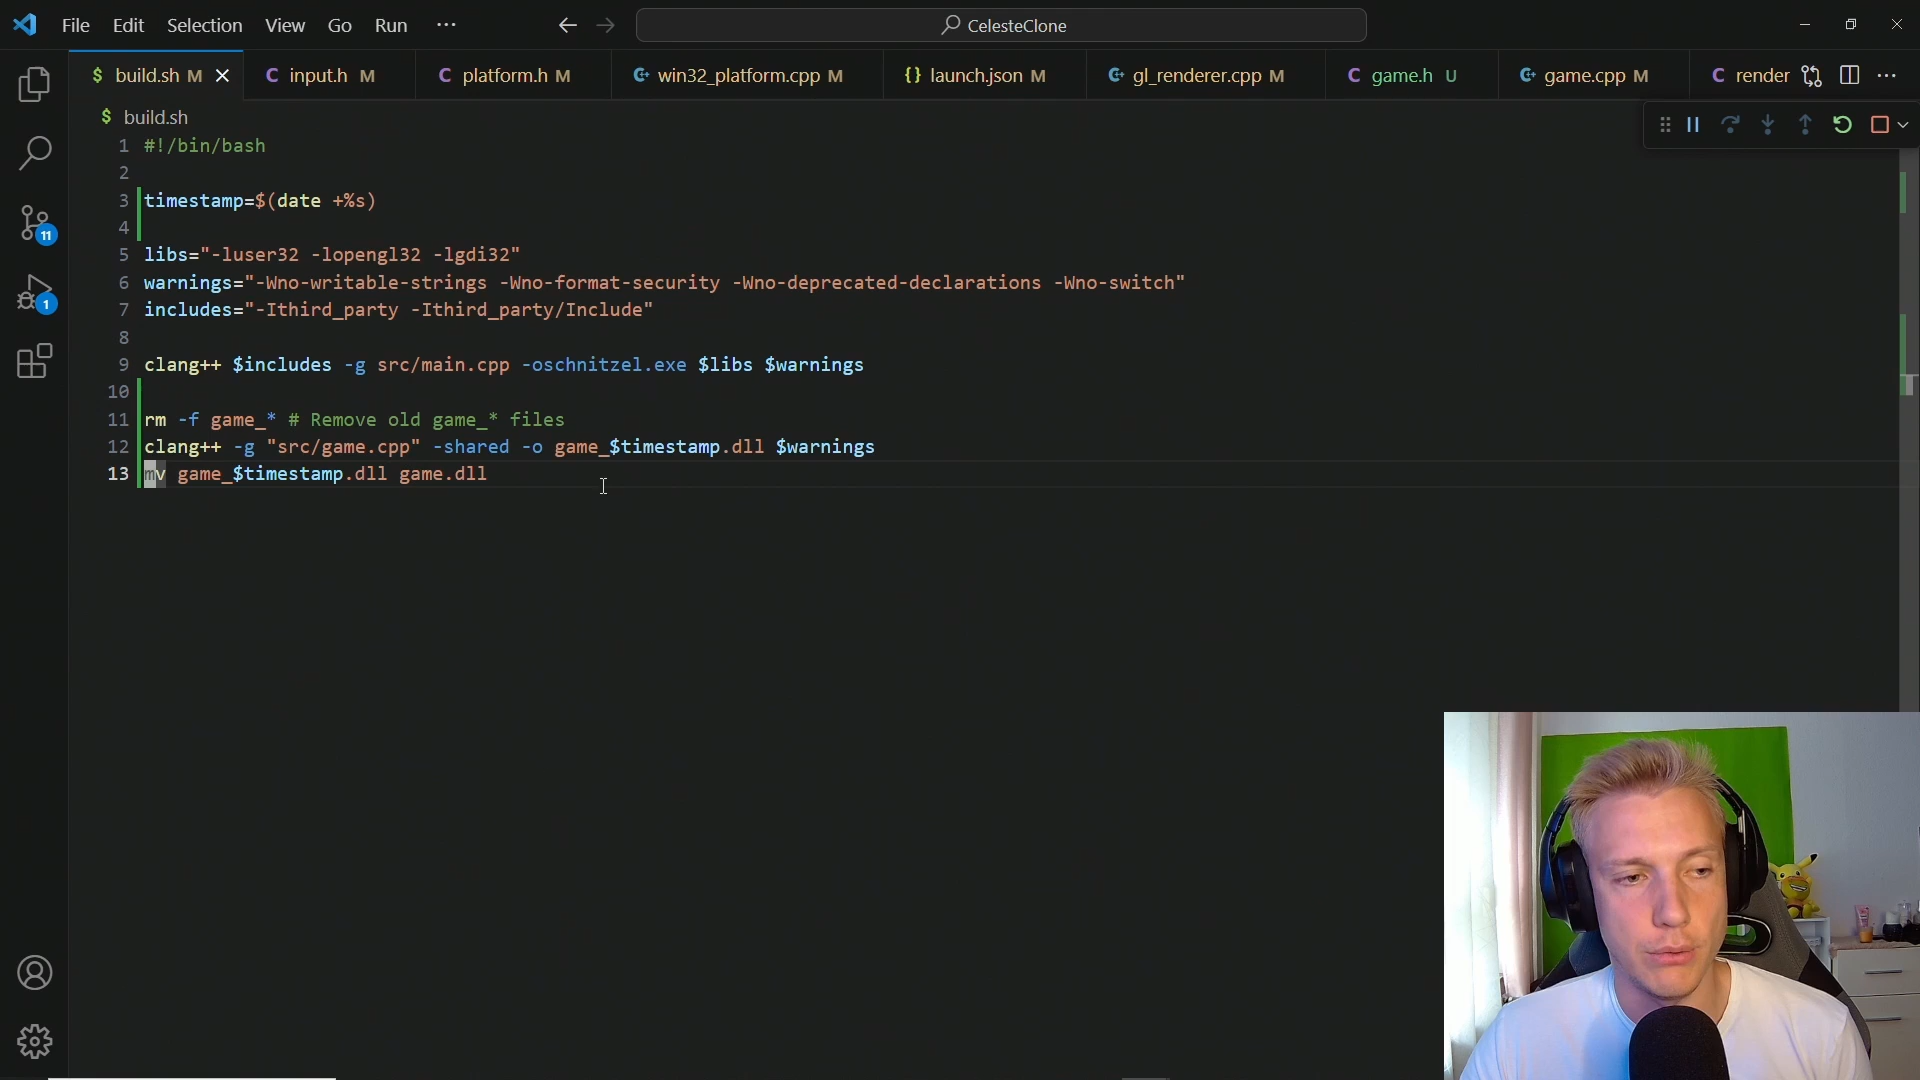 File Edit Selection View Go Run ··· CelesteClone
build.sh M input.h M platform.h M win32_platform.cpp M {} launch.json M gl_renderer.cpp M game.h U game.cpp M render
$ build.sh
1 #!/bin/bash
2
3 timestamp=$(date +%s)
4
5 libs="-luser32 -lopengl32 -lgdi32"
6 warnings="-Wno-writable-strings -Wno-format-security -Wno-deprecated-declarations -Wno-switch"
7 includes="-Ithird_party -Ithird_party/Include"
8
9 clang++ $includes -g src/main.cpp -oschnitzel.exe $libs $warnings
10
11 rm -f game_* # Remove old game_* files
12 clang++ -g "src/game.cpp" -shared -o game_$timestamp.dll $warnings
13 mv game_$timestamp.dll game.dll
11
1